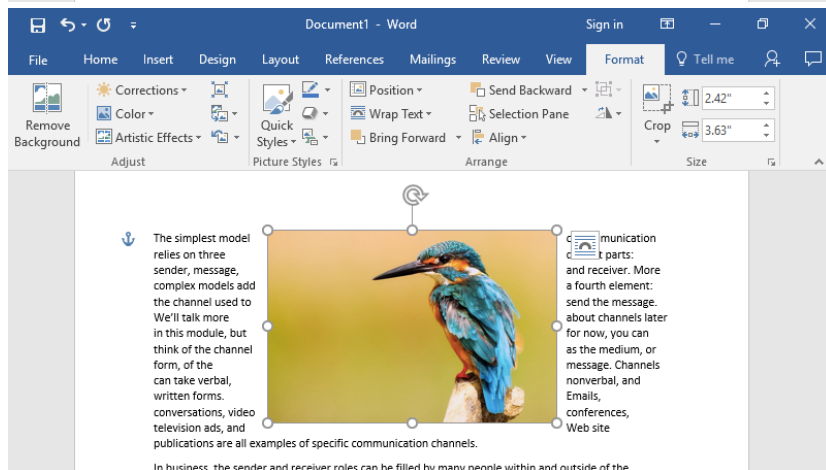 Document1 - Word
Sign in
File Home Insert Design Layout References Mailings Review View Format Tell me
Remove Background
Corrections
Color
Artistic Effects
Adjust
Quick Styles
Picture Styles
Position
Wrap Text
Bring Forward
Send Backward
Selection Pane
Align
Arrange
Crop
2.42"
3.63"
Size
The simplest model c munication
relies on three t parts:
sender, message, and receiver. More
complex models add a fourth element:
the channel used to send the message.
We'll talk more about channels later
in this module, but for now, you can
think of the channel as the medium, or
form, of the message. Channels
can take verbal, nonverbal, and
written forms. Emails,
conversations, video conferences,
television ads, and Web site
publications are all examples of specific communication channels.
In business, the sender and receiver roles can be filled by many people within and outside of the